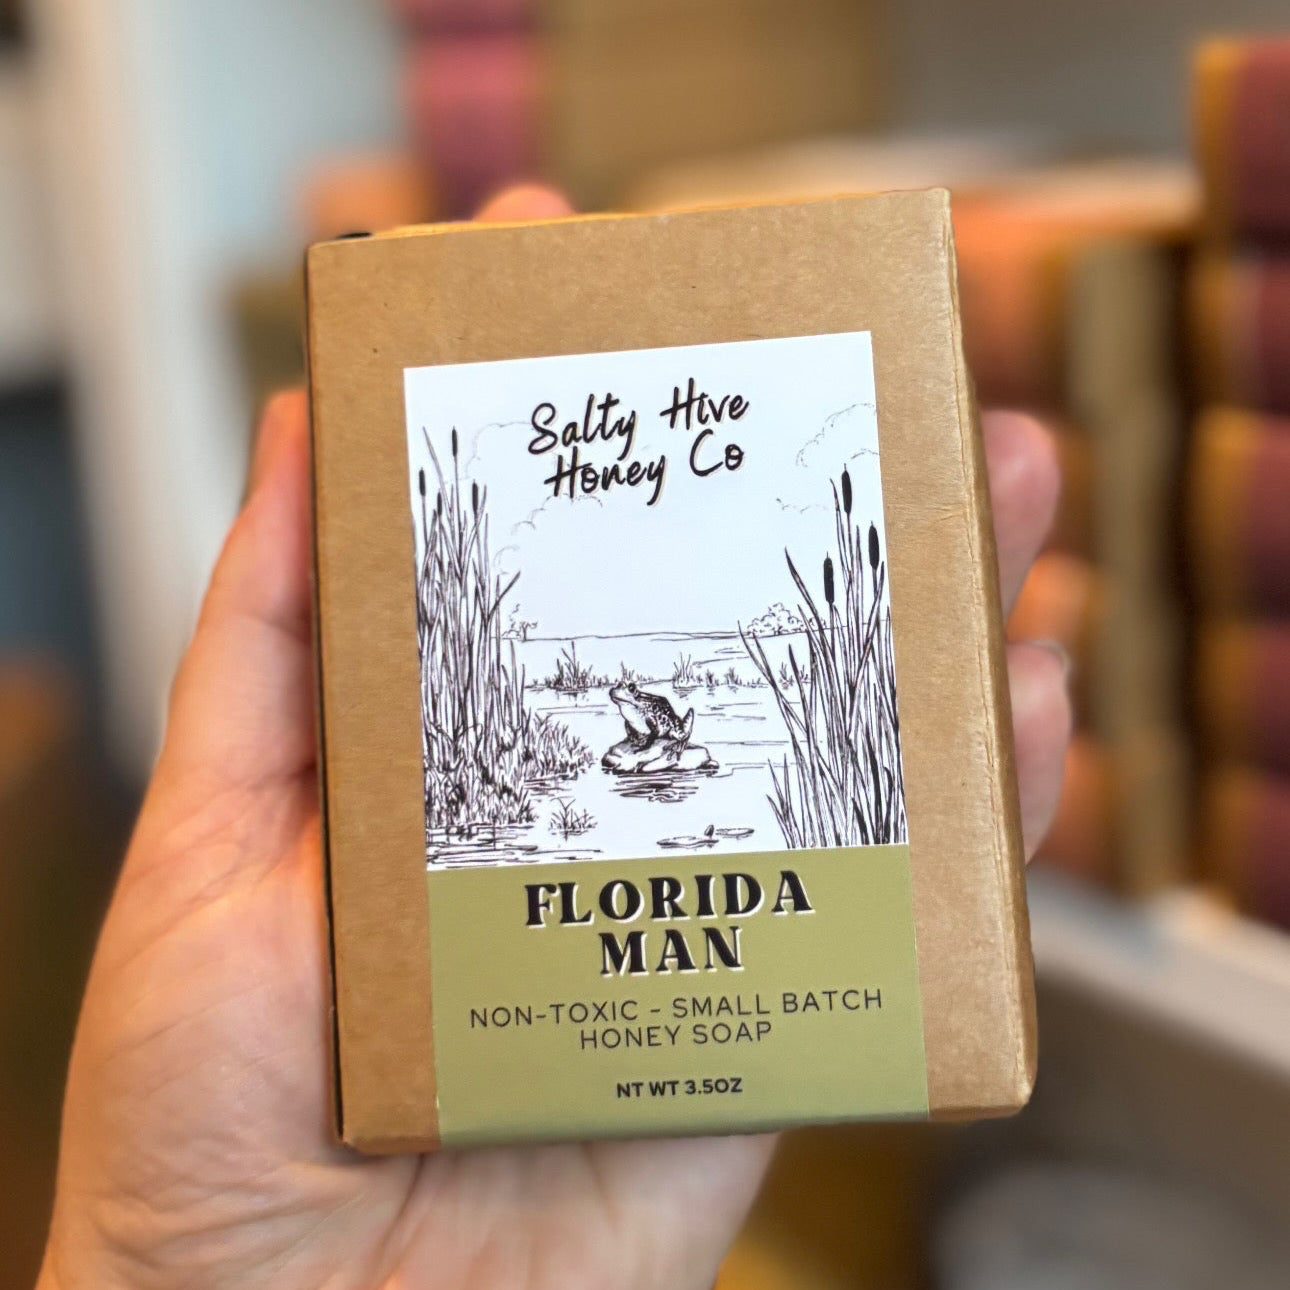 Salty Hive
Honey Co
FLORIDA
MAN
NON-TOXIC - SMALL BATCH
HONEY SOAP
NT WT 3.5OZ